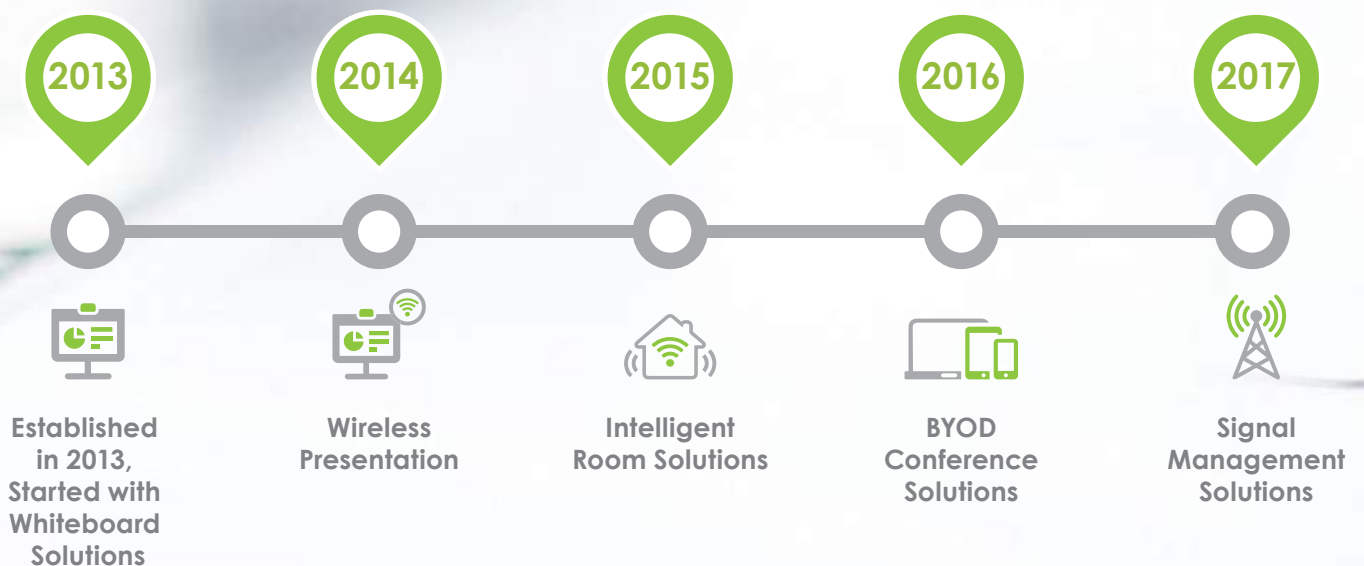 2013
2014
2015
2016
2017
Established
in 2013,
Started with
Whiteboard
Solutions
Wireless
Presentation
Intelligent
Room Solutions
BYOD
Conference
Solutions
Signal
Management
Solutions